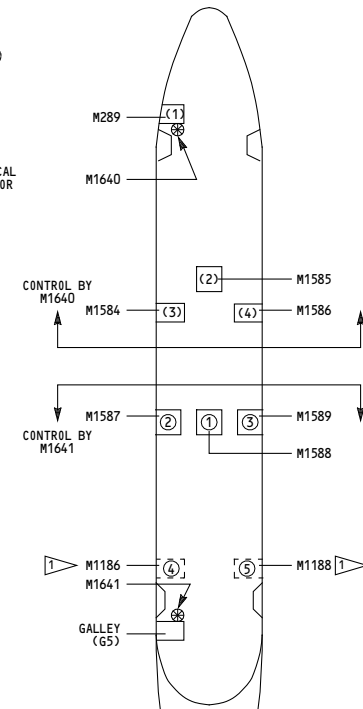 )
M289
(1)
CAL
OR
M1640
(2)
M1585
CONTROL BY
M1640
M1584
(3)
(4)
M1586
M1587
2
1
3
M1589
CONTROL BY
M1641
M1588
1
M1186
4
5
M1188
1
M1641
GALLEY
(G5)